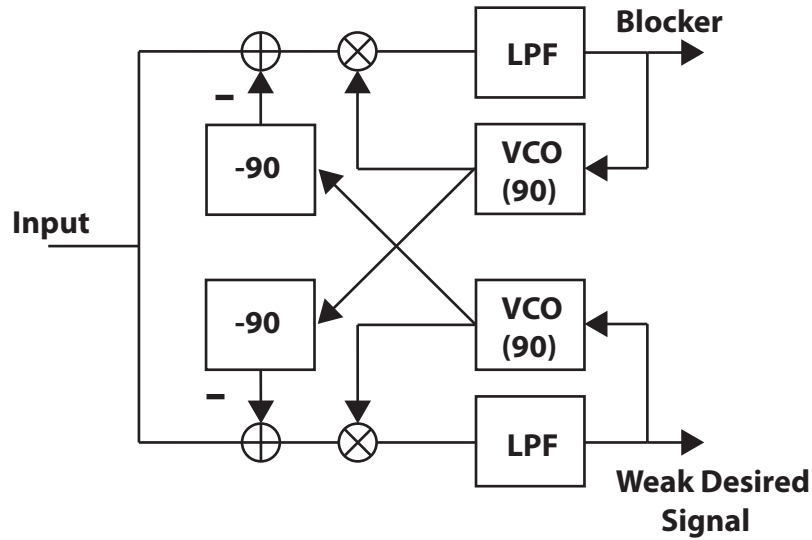 Blocker
LPF
−
-90
VCO
(90)
Input
-90
VCO
(90)
−
LPF
Weak Desired
Signal